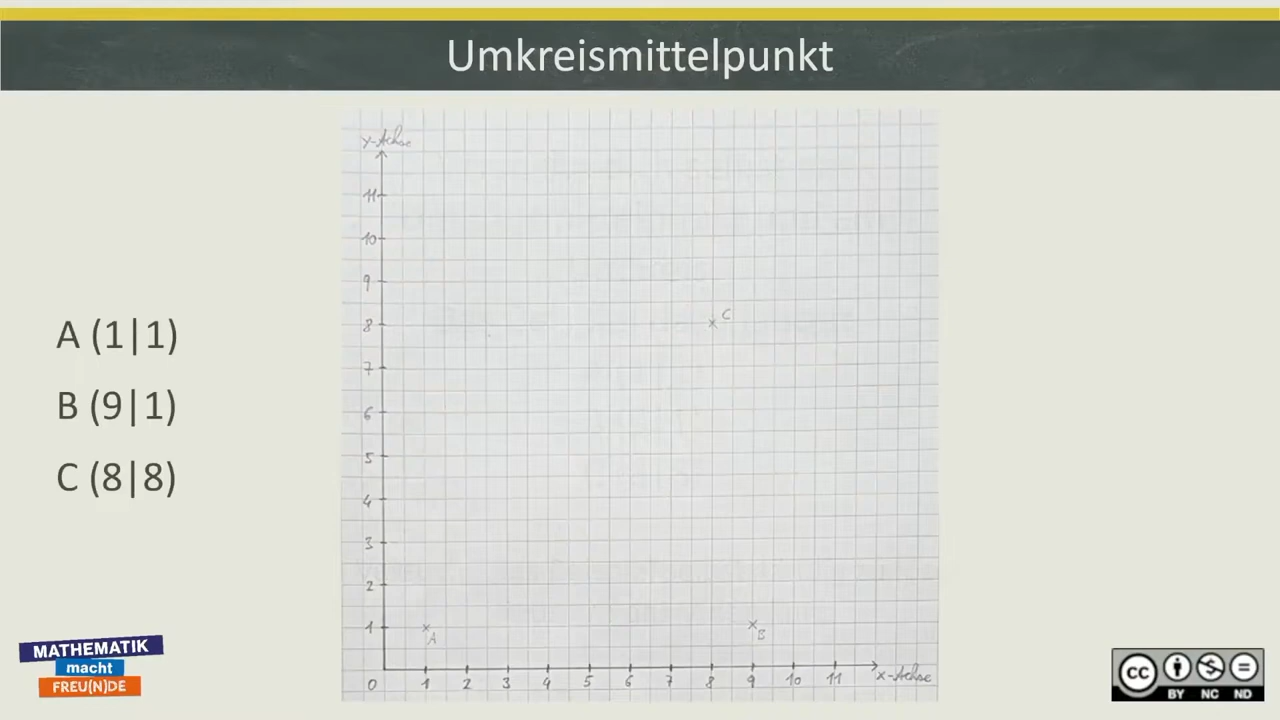 Umkreismittelpunkt
A (1|1)
B (9|1)
C (8|8)
y-Achse
11
10
9
8
7
6
5
4
3
2
1
C
A
B
0 1 2 3 4 5 6 7 8 9 10 11 x-Achse
MATHEMATIK
macht
FREU(N)DE
cc
BY NC ND